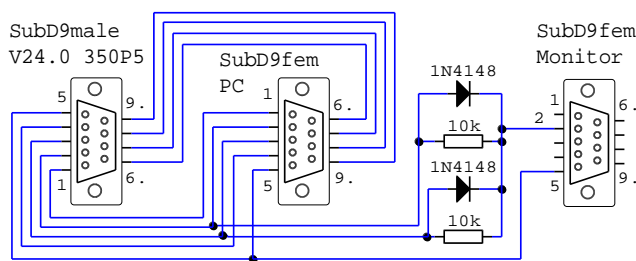 SubD9male
V24.0 350P5
SubD9fem
PC
SubD9fem
Monitor
1N4148
10k
1N4148
10k
5
9.
1
6.
1
6.
5
9.
1
2
6.
5
9.